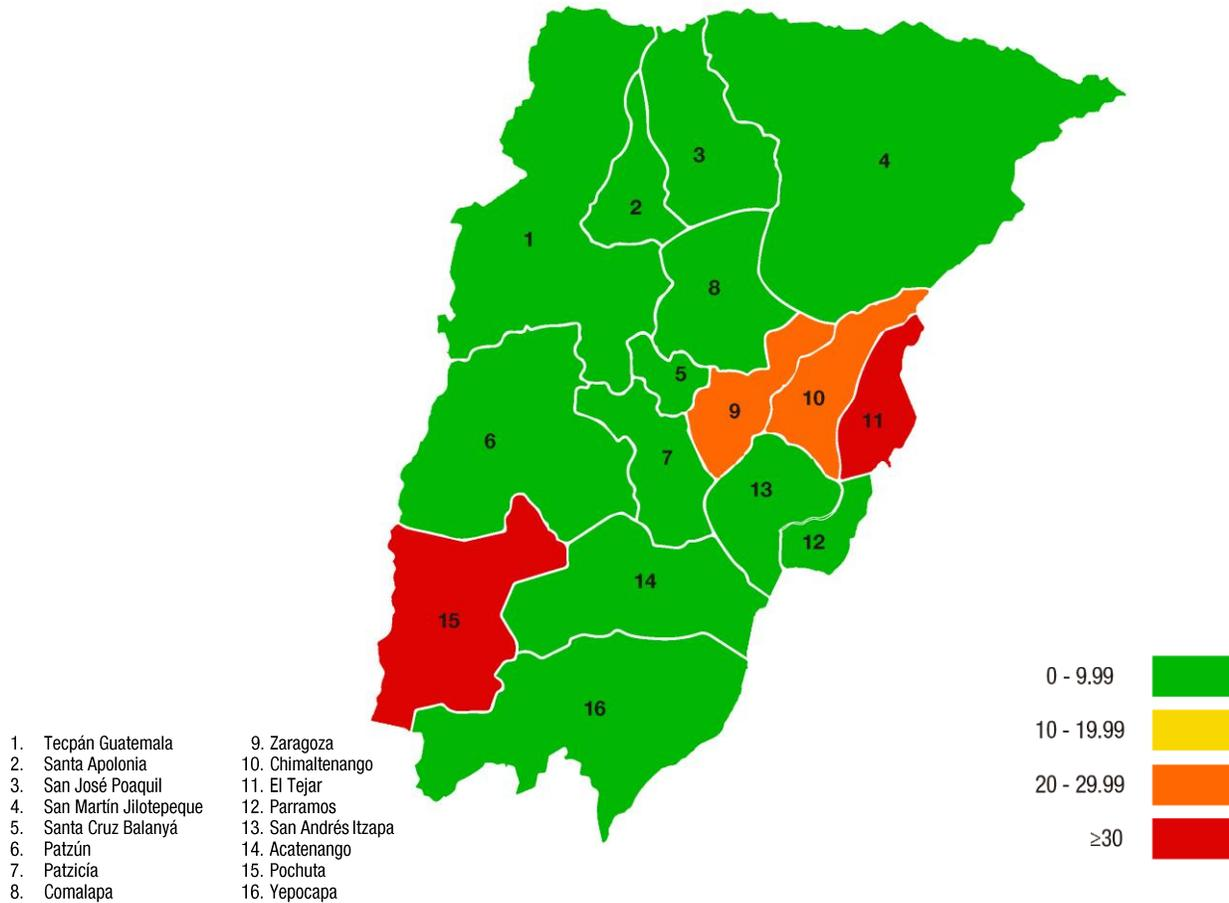 3
4
2
1
8
5
10
9
11
6
7
13
12
14
15
16
0 - 9.99
10 - 19.99
20 - 29.99
≥30
1. Tecpán Guatemala
2. Santa Apolonia
3. San José Poaquil
4. San Martín Jilotepeque
5. Santa Cruz Balanyá
6. Patzún
7. Patzicía
8. Comalapa
9. Zaragoza
10. Chimaltenango
11. El Tejar
12. Parramos
13. San Andrés Itzapa
14. Acatenango
15. Pochuta
16. Yepocapa